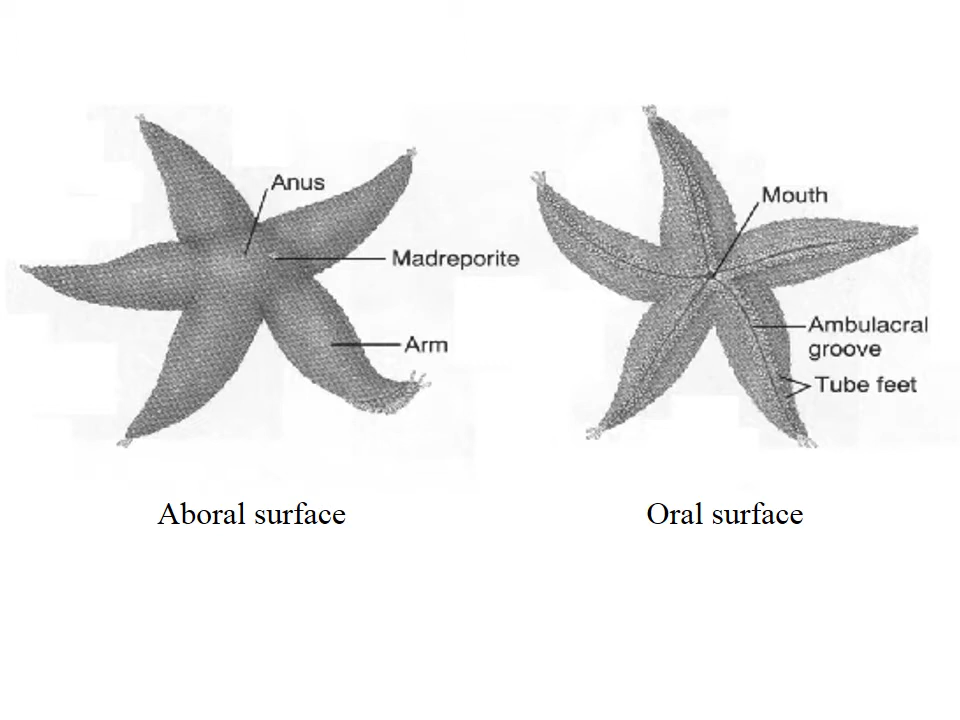 Anus
Madreporite
Arm
Mouth
Ambulacral
groove
Tube feet
Aboral surface
Oral surface